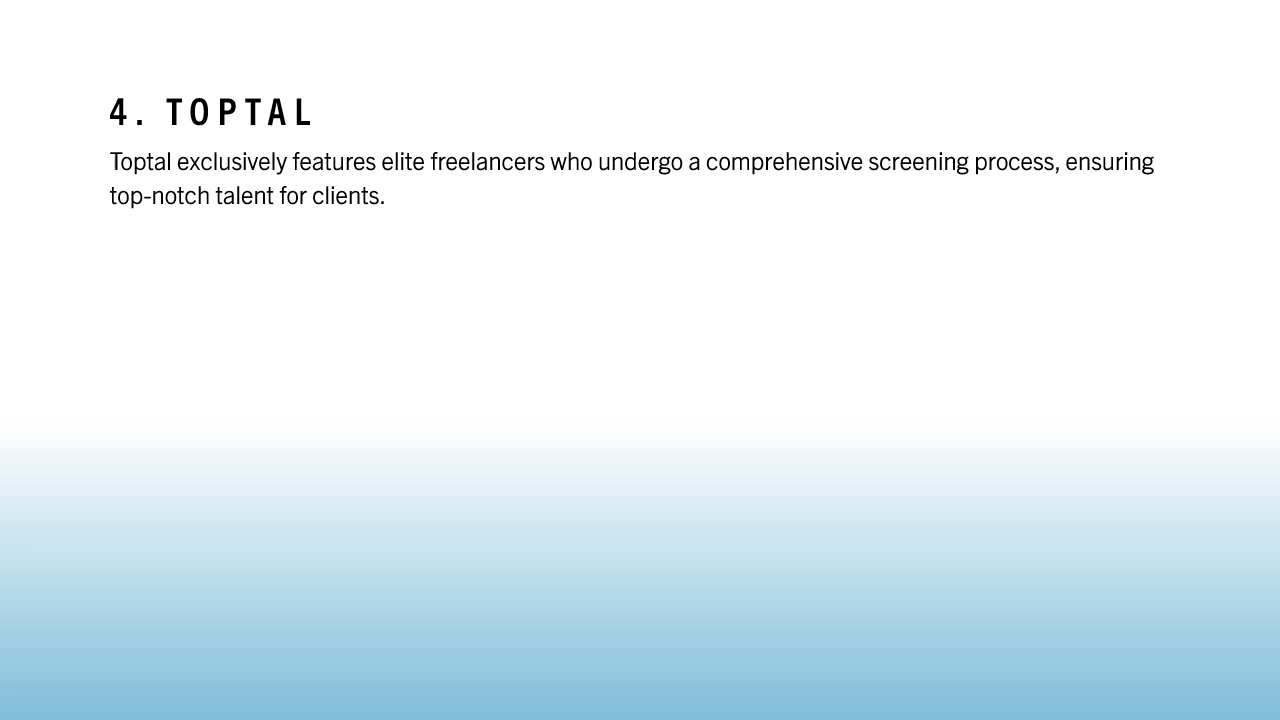 4. TOPTAL
Toptal exclusively features elite freelancers who undergo a comprehensive screening process, ensuring
top-notch talent for clients.